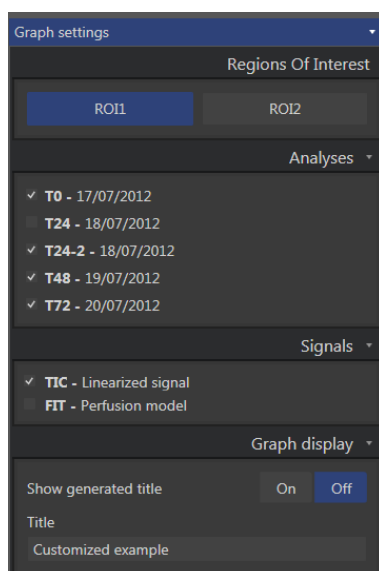 Graph settings
Regions Of Interest
ROI1 ROI2
Analyses
T0 - 17/07/2012
T24 - 18/07/2012
T24-2 - 18/07/2012
T48 - 19/07/2012
T72 - 20/07/2012
Signals
TIC - Linearized signal
FIT - Perfusion model
Graph display
Show generated title On Off
Title
Customized example